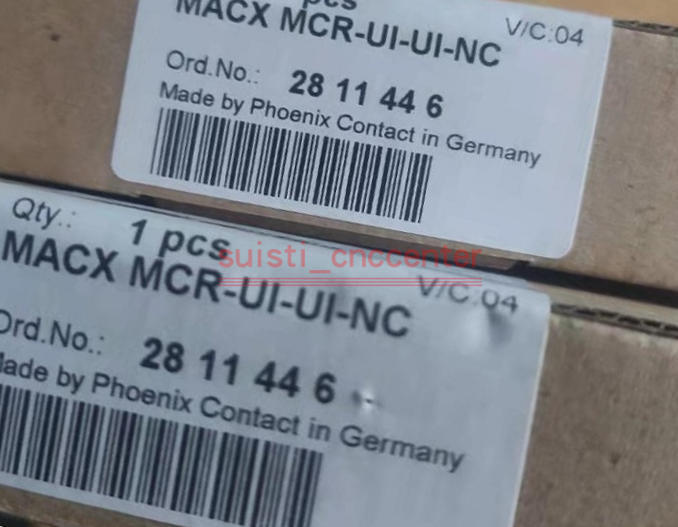 pcs
MACX MCR-UI-UI-NC
V/C:04
Ord.No.: 28 11 44 6
Made by Phoenix Contact in Germany
Qty.: 1 pcs
suisti_cnccenter
MACX MCR-UI-UI-NC
V/C:04
Ord.No.: 28 11 44 6
Made by Phoenix Contact in Germany